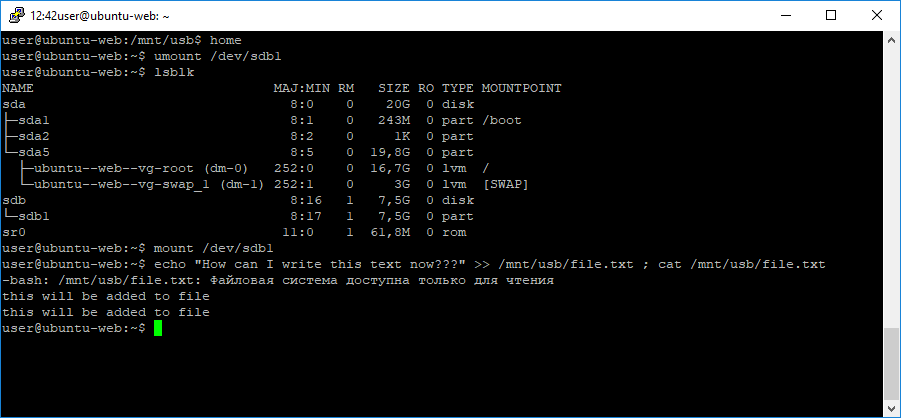 12:42user@ubuntu-web: ~
user@ubuntu-web:/mnt/usb$ home
user@ubuntu-web:~$ umount /dev/sdb1
user@ubuntu-web:~$ lsblk
NAME                              MAJ:MIN RM   SIZE RO TYPE MOUNTPOINT
sda                                 8:0    0    20G  0 disk
├─sda1                              8:1    0   243M  0 part /boot
├─sda2                              8:2    0     1K  0 part
└─sda5                              8:5    0  19,8G  0 part
  ├─ubuntu--web--vg-root (dm-0)   252:0    0  16,7G  0 lvm  /
  └─ubuntu--web--vg-swap_1 (dm-1) 252:1    0     3G  0 lvm  [SWAP]
sdb                                 8:16   1   7,5G  0 disk
└─sdb1                              8:17   1   7,5G  0 part
sr0                                11:0    1  61,8M  0 rom
user@ubuntu-web:~$ mount /dev/sdb1
user@ubuntu-web:~$ echo "How can I write this text now???" >> /mnt/usb/file.txt ; cat /mnt/usb/file.txt
-bash: /mnt/usb/file.txt: Файловая система доступна только для чтения
this will be added to file
this will be added to file
user@ubuntu-web:~$